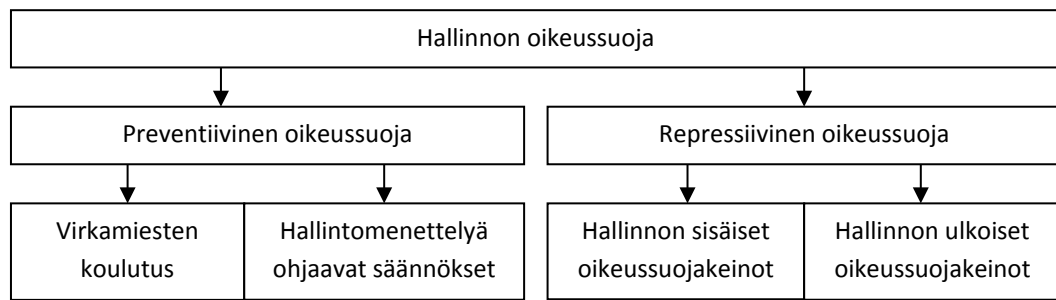 Hallinnon oikeussuoja
Preventiivinen oikeussuoja
Repressiivinen oikeussuoja
Virkamiesten
koulutus
Hallintomenettelyä
ohjaavat säännökset
Hallinnon sisäiset
oikeussuojakeinot
Hallinnon ulkoiset
oikeussuojakeinot